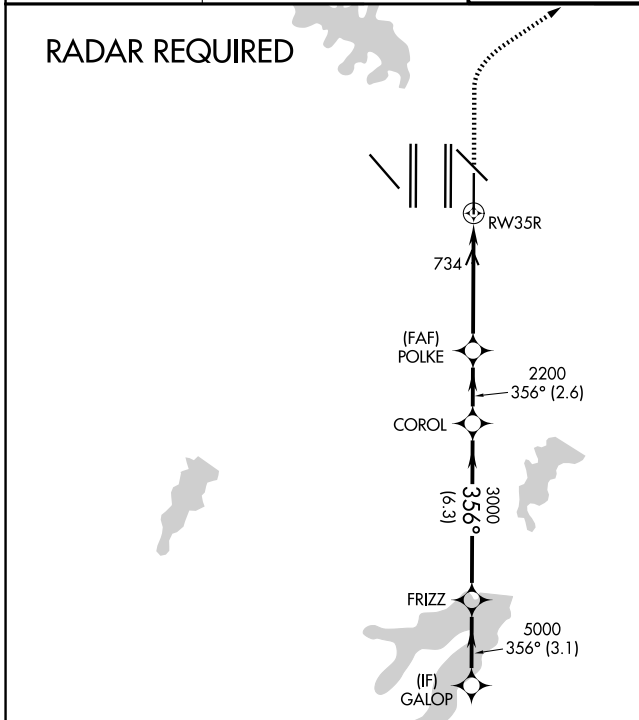 RADAR REQUIRED
RW35R
734
(FAF)
POLKE
2200
356° (2.6)
COROL
3000
356°
(6.3)
FRIZZ
5000
356° (3.1)
(IF)
GALOP